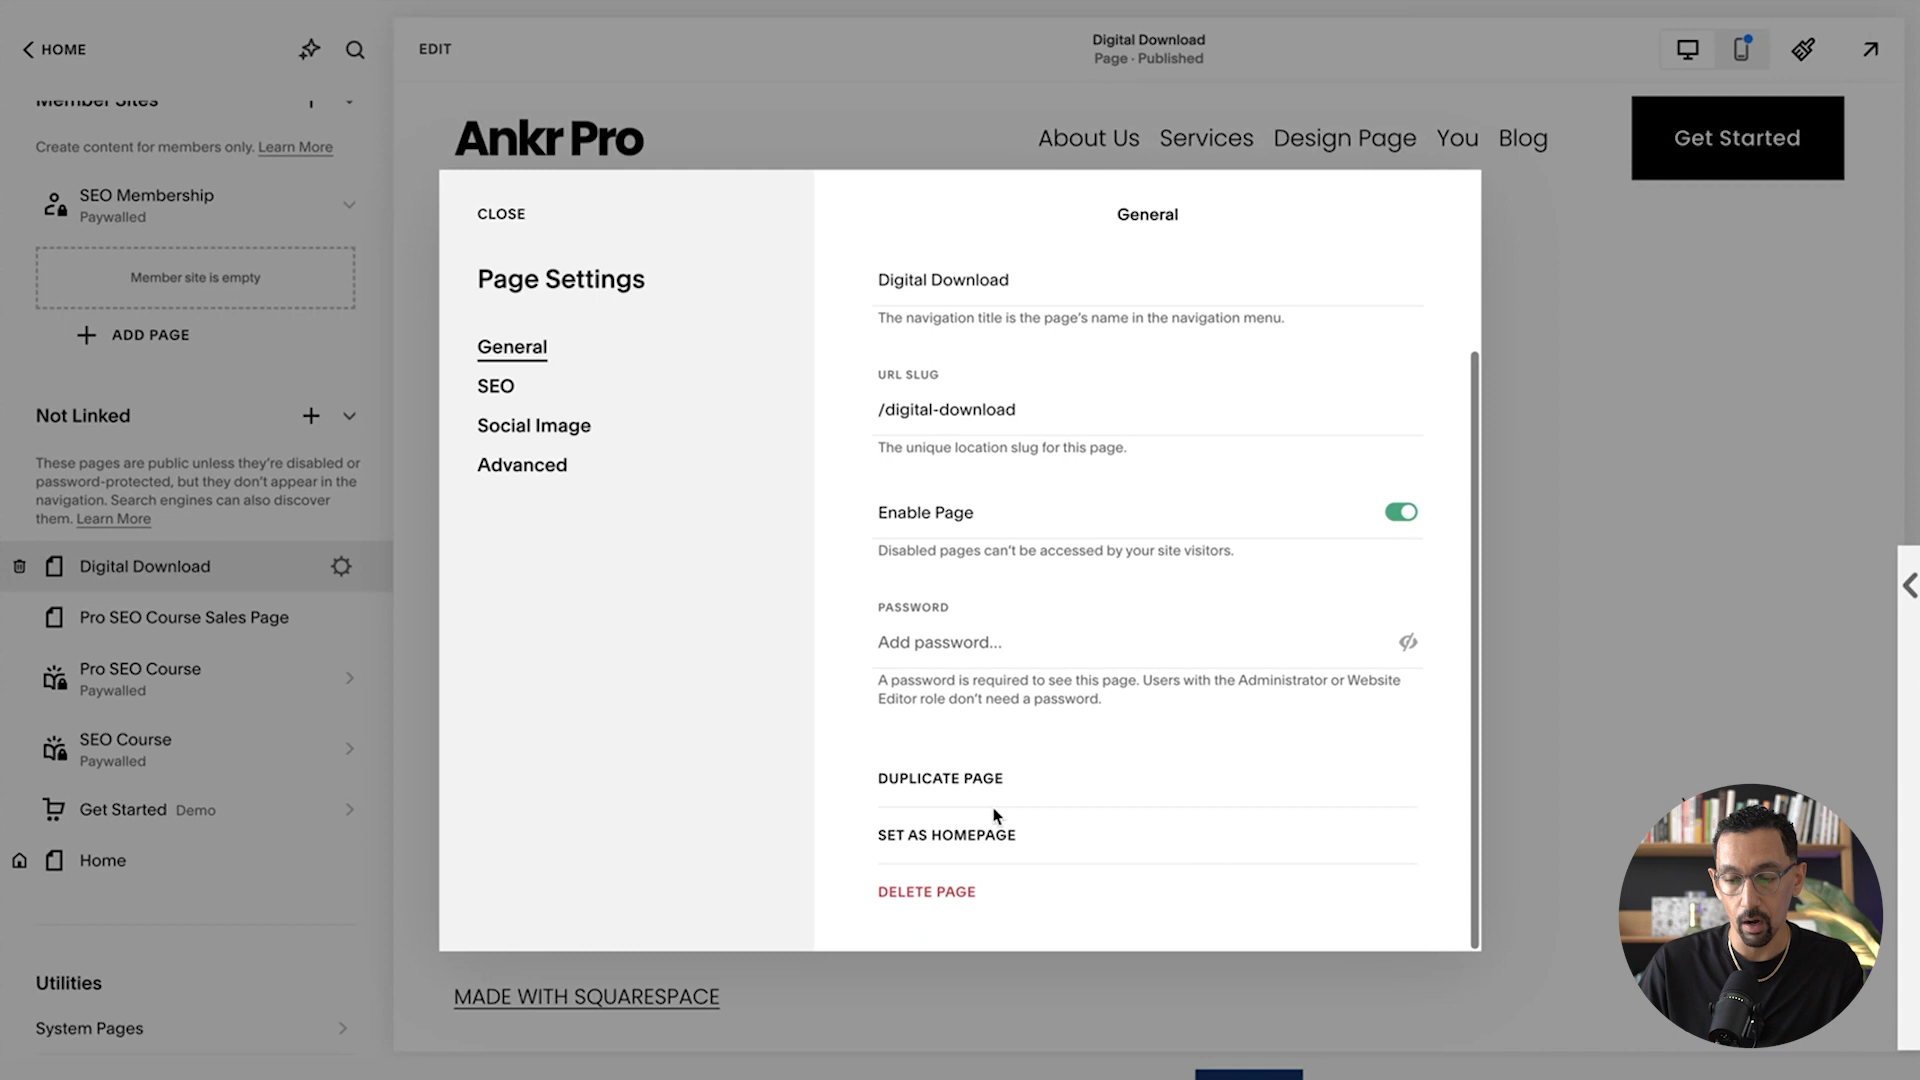 HOME
Member Sites
Create content for members only. Learn More
SEO Membership
Paywalled
Member site is empty
ADD PAGE
Not Linked
These pages are public unless they're disabled or
password-protected, but they don't appear in the
navigation. Search engines can also discover
them. Learn More
Digital Download
Pro SEO Course Sales Page
Pro SEO Course
Paywalled
SEO Course
Paywalled
Get Started Demo
Home
Utilities
System Pages
EDIT
Digital Download
Page · Published
Ankr Pro
About Us Services Design Page You Blog
Get Started
CLOSE
Page Settings
General
SEO
Social Image
Advanced
General
Digital Download
The navigation title is the page's name in the navigation menu.
URL SLUG
/digital-download
The unique location slug for this page.
Enable Page
Disabled pages can't be accessed by your site visitors.
PASSWORD
Add password...
A password is required to see this page. Users with the Administrator or Website
Editor role don't need a password.
DUPLICATE PAGE
SET AS HOMEPAGE
DELETE PAGE
MADE WITH SQUARESPACE